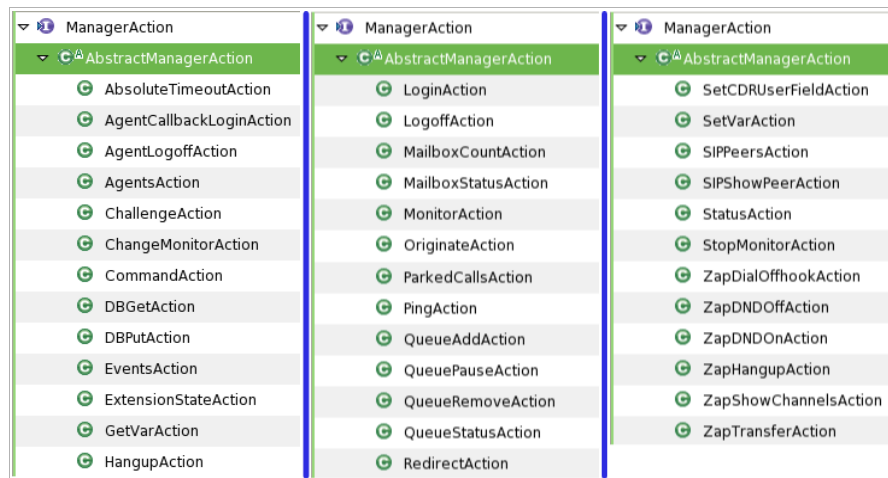 ManagerAction
AbstractManagerAction
AbsoluteTimeoutAction
AgentCallbackLoginAction
AgentLogoffAction
AgentsAction
ChallengeAction
ChangeMonitorAction
CommandAction
DBGetAction
DBPutAction
EventsAction
ExtensionStateAction
GetVarAction
HangupAction
ManagerAction
AbstractManagerAction
LoginAction
LogoffAction
MailboxCountAction
MailboxStatusAction
MonitorAction
OriginateAction
ParkedCallsAction
PingAction
QueueAddAction
QueuePauseAction
QueueRemoveAction
QueueStatusAction
RedirectAction
ManagerAction
AbstractManagerAction
SetCDRUserFieldAction
SetVarAction
SIPPeersAction
SIPShowPeerAction
StatusAction
StopMonitorAction
ZapDialOffhookAction
ZapDNDOffAction
ZapDNDOnAction
ZapHangupAction
ZapShowChannelsAction
ZapTransferAction